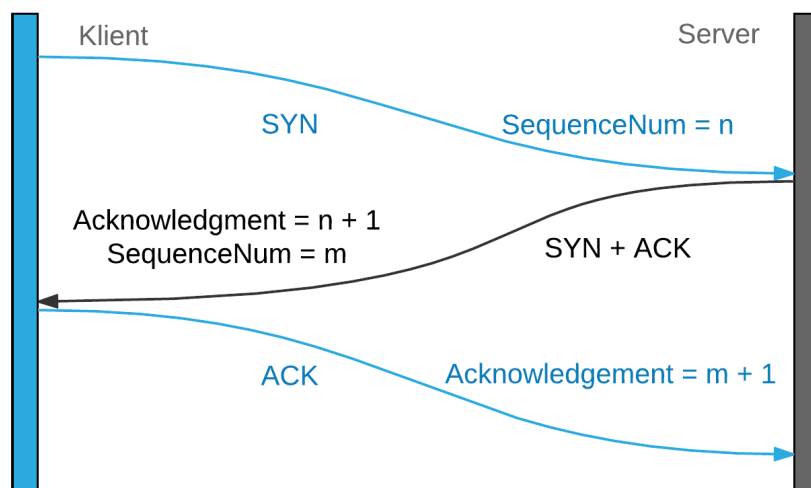 Klient
Server
SYN
SequenceNum = n
Acknowledgment = n + 1
SequenceNum = m
SYN + ACK
ACK
Acknowledgement = m + 1